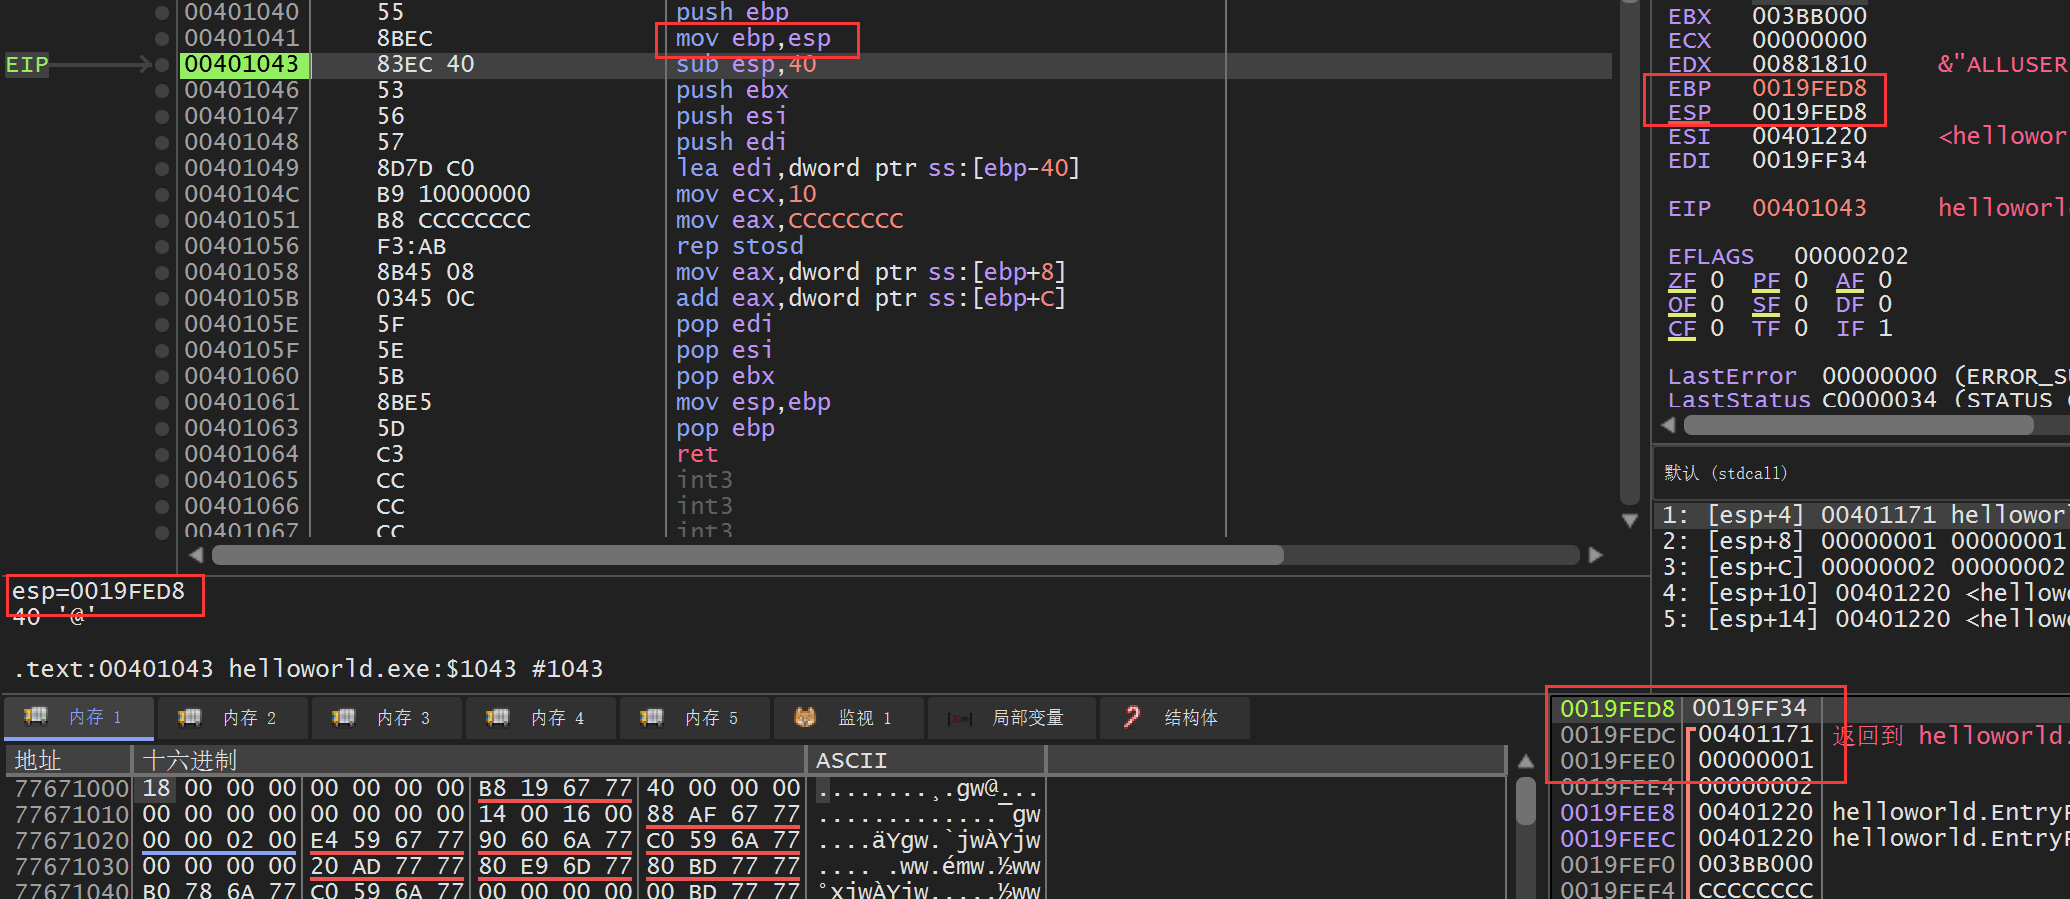 00401040 55 push ebp
00401041 8BEC mov ebp,esp
EIP 00401043 83EC 40 sub esp,40
00401046 53 push ebx
00401047 56 push esi
00401048 57 push edi
00401049 8D7D C0 lea edi,dword ptr ss:[ebp-40]
0040104C B9 10000000 mov ecx,10
00401051 B8 CCCCCCCC mov eax,CCCCCCCC
00401056 F3:AB rep stosd
00401058 8B45 08 mov eax,dword ptr ss:[ebp+8]
0040105B 0345 0C add eax,dword ptr ss:[ebp+C]
0040105E 5F pop edi
0040105F 5E pop esi
00401060 5B pop ebx
00401061 8BE5 mov esp,ebp
00401063 5D pop ebp
00401064 C3 ret
00401065 CC int3
00401066 CC int3
00401067 CC int3
esp=0019FED8
40 '@'
.text:00401043 helloworld.exe:$1043 #1043
EBX 003BB000
ECX 00000000
EDX 00881810 &"ALLUSER
EBP 0019FED8
ESP 0019FED8
ESI 00401220 <hellowor
EDI 0019FF34
EIP 00401043 helloworl
EFLAGS 00000202
ZF 0 PF 0 AF 0
OF 0 SF 0 DF 0
CF 0 TF 0 IF 1
LastError 00000000 (ERROR_SU
LastStatus C0000034 (STATUS
默认 (stdcall)
1: [esp+4] 00401171 hellowor
2: [esp+8] 00000001 00000001
3: [esp+C] 00000002 00000002
4: [esp+10] 00401220 <hellow
5: [esp+14] 00401220 <hellow
内存 1 内存 2 内存 3 内存 4 内存 5 监视 1 局部变量 结构体
地址 十六进制 ASCII
77671000 18 00 00 00 00 00 00 00 B8 19 67 77 40 00 00 00 ........¸.gw@...
77671010 00 00 00 00 00 00 00 00 14 00 16 00 88 AF 67 77 .............¯gw
77671020 00 00 02 00 E4 59 67 77 90 60 6A 77 C0 59 6A 77 ....äYgw.`jwÀYjw
77671030 00 00 00 00 20 AD 77 77 80 E9 6D 77 80 BD 77 77 .... .ww.émw.½ww
77671040 B0 78 6A 77 C0 59 6A 77 00 00 00 00 00 BD 77 77 °xjwÀYjw.....½ww
0019FED8 0019FF34
0019FEDC 00401171 返回到 helloworld.
0019FEE0 00000001
0019FEE4 00000002
0019FEE8 00401220 helloworld.EntryP
0019FEEC 00401220 helloworld.EntryP
0019FEF0 003BB000
0019FEF4 CCCCCCCC